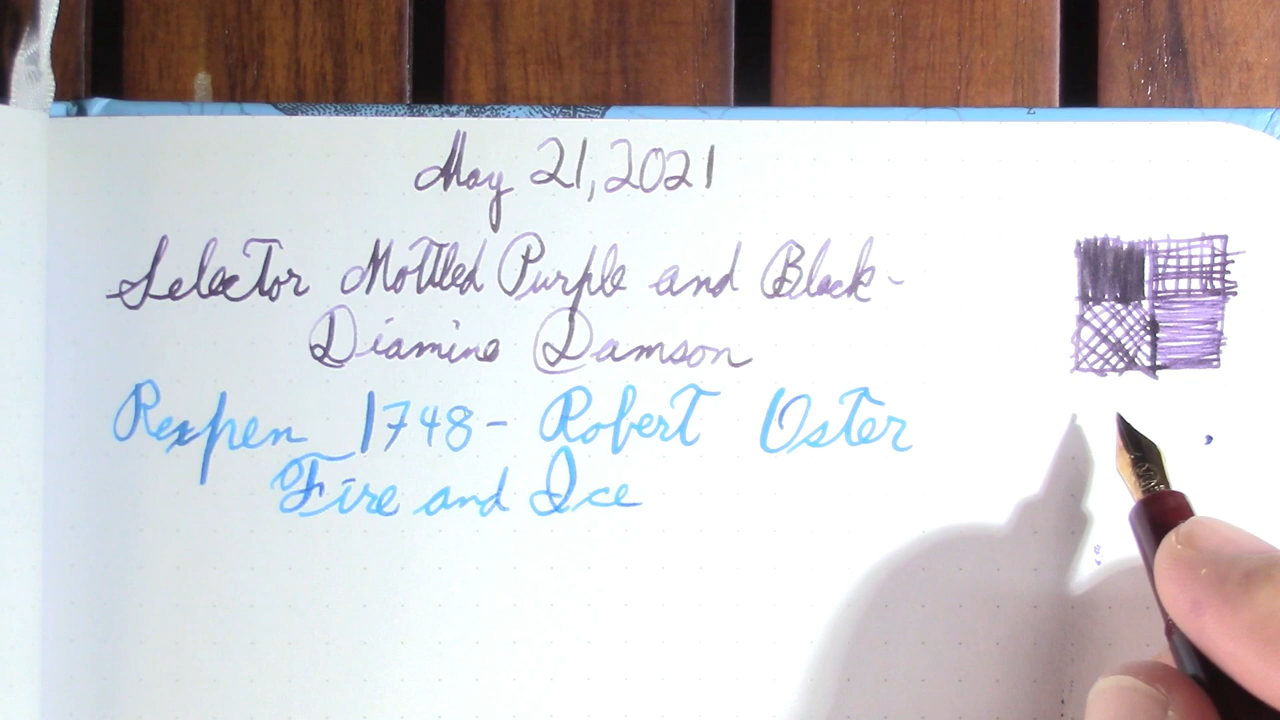 May 21, 2021
Selector Mottled Purple and Black -
Diamine Damson
Rexpen 1748 - Robert Oster
Fire and Ice